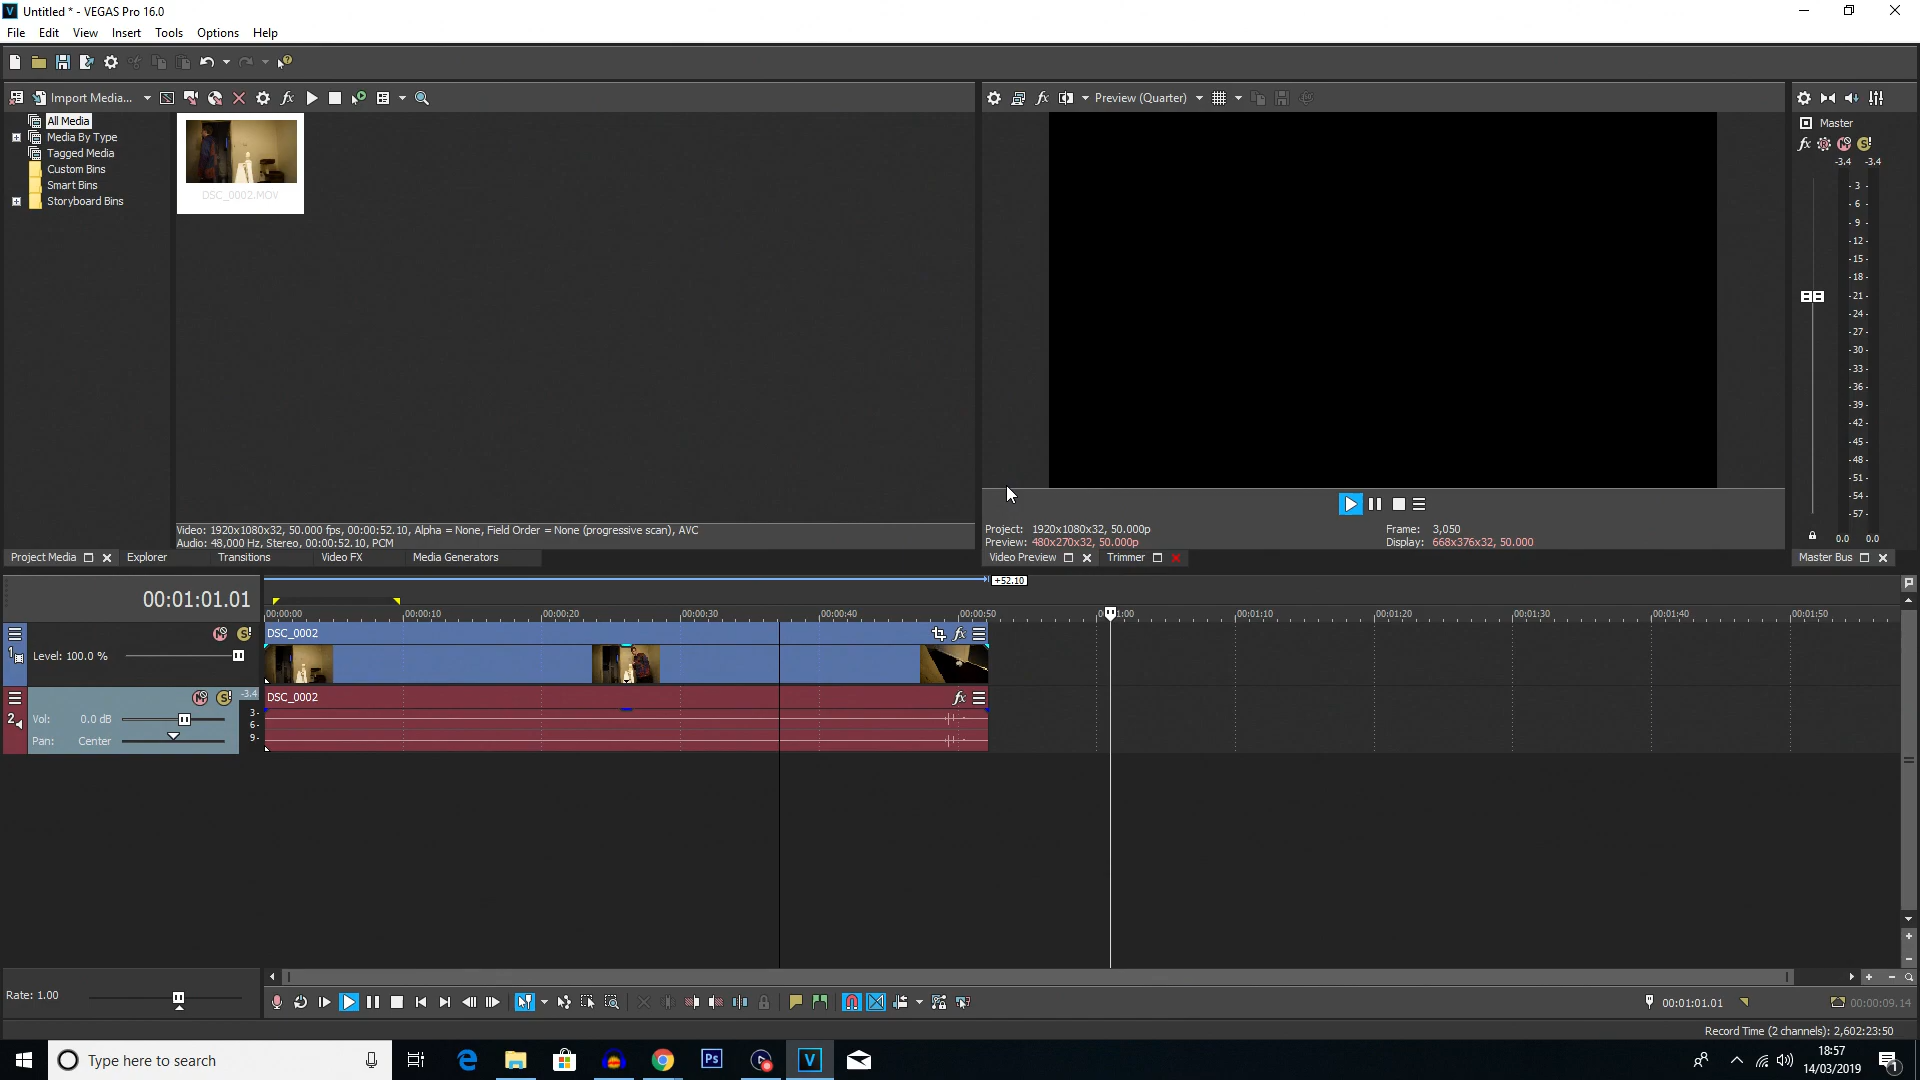 Untitled * - VEGAS Pro 16.0
File Edit View Insert Tools Options Help
Import Media...
Preview (Quarter)
All Media
Media By Type
Tagged Media
Custom Bins
Smart Bins
Storyboard Bins
DSC_0002.MOV
Master
-3.4 -3.4
- 3 -
- 6 -
- 9 -
-12-
-15-
-18-
-21-
-24-
-27-
-30-
-33-
-36-
-39-
-42-
-45-
-48-
-51-
-54-
-57-
0.0 0.0
Video: 1920x1080x32, 50.000 fps, 00:00:52.10, Alpha = None, Field Order = None (progressive scan), AVC
Audio: 48,000 Hz, Stereo, 00:00:52.10, PCM
Project: 1920x1080x32, 50.000p
Preview: 480x270x32, 50.000p
Frame: 3,050
Display: 668x376x32, 50.000
Project Media Explorer Transitions Video FX Media Generators
Video Preview Trimmer
Master Bus
+52.10
00:01:01.01
00:00:00 00:00:10 00:00:20 00:00:30 00:00:40 00:00:50 00:01:00 00:01:10 00:01:20 00:01:30 00:01:40 00:01:50
DSC_0002
1 Level: 100.0 %
DSC_0002
-3.4
2 Vol: 0.0 dB
Pan: Center
3-
6-
9-
Rate: 1.00
00:01:01.01
00:00:09.14
Record Time (2 channels): 2,602:23:50
Type here to search
Ps
V
18:57
14/03/2019
1